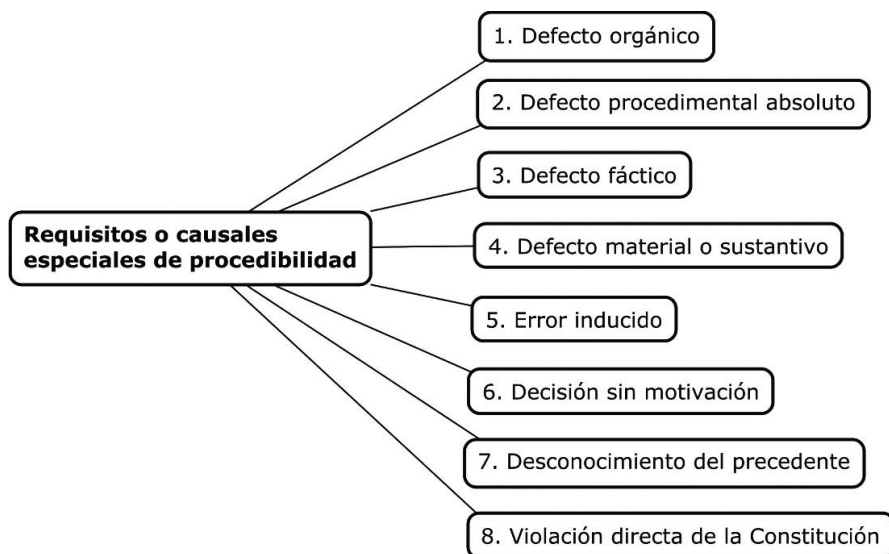 1. Defecto orgánico
2. Defecto procedimental absoluto
3. Defecto fáctico
Requisitos o causales
especiales de procedibilidad
4. Defecto material o sustantivo
5. Error inducido
6. Decisión sin motivación
7. Desconocimiento del precedente
8. Violación directa de la Constitución